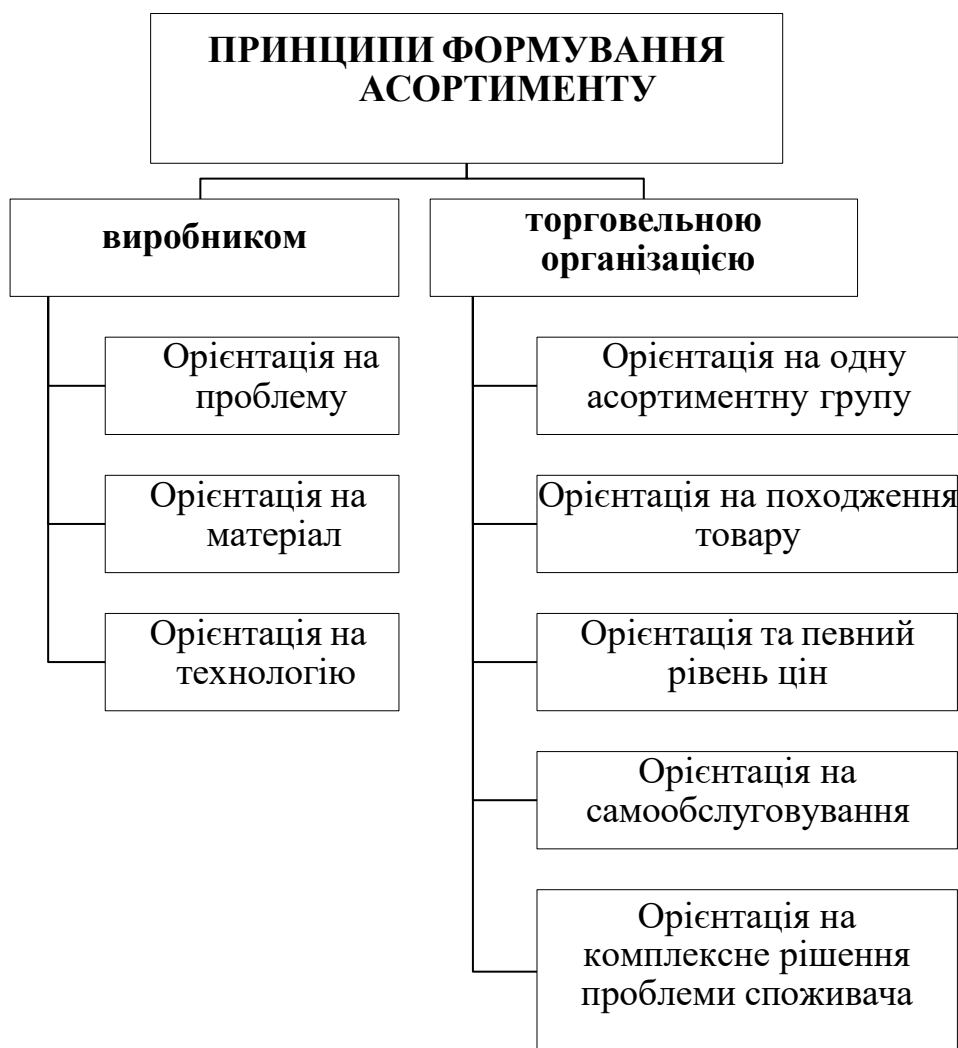 ПРИНЦИПИ ФОРМУВАННЯ
АСОРТИМЕНТУ
виробником
торговельною
організацією
Орієнтація на
проблему
Орієнтація на
матеріал
Орієнтація на
технологію
Орієнтація на одну
асортиментну групу
Орієнтація на походження
товару
Орієнтація та певний
рівень цін
Орієнтація на
самообслуговування
Орієнтація на
комплексне рішення
проблеми споживача